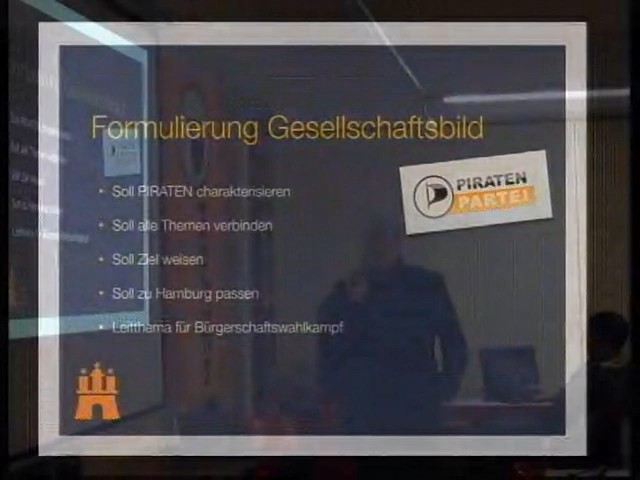 Formulierung Gesellschaftsbild
• Soll PIRATEN charakterisieren
• Soll alle Themen verbinden
• Soll Ziel weisen
• Soll zu Hamburg passen
• Leitthema für Bürgerschaftswahlkampf
PIRATEN
PARTEI